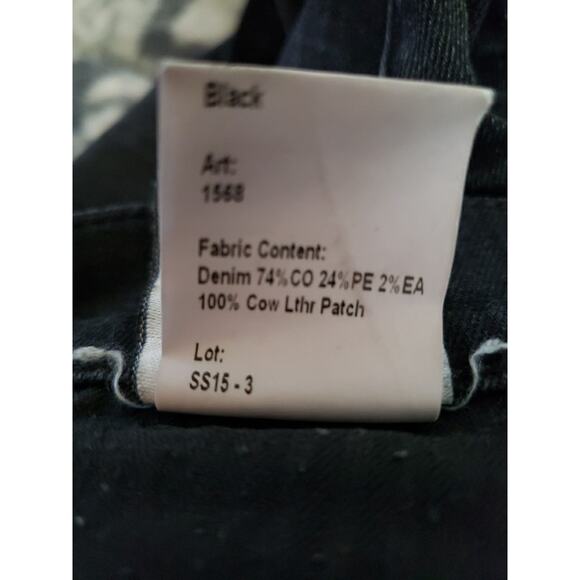 Black
Art:
1568
Fabric Content:
Denim 74%CO 24%PE 2%EA
100% Cow Lthr Patch
Lot:
SS15 - 3